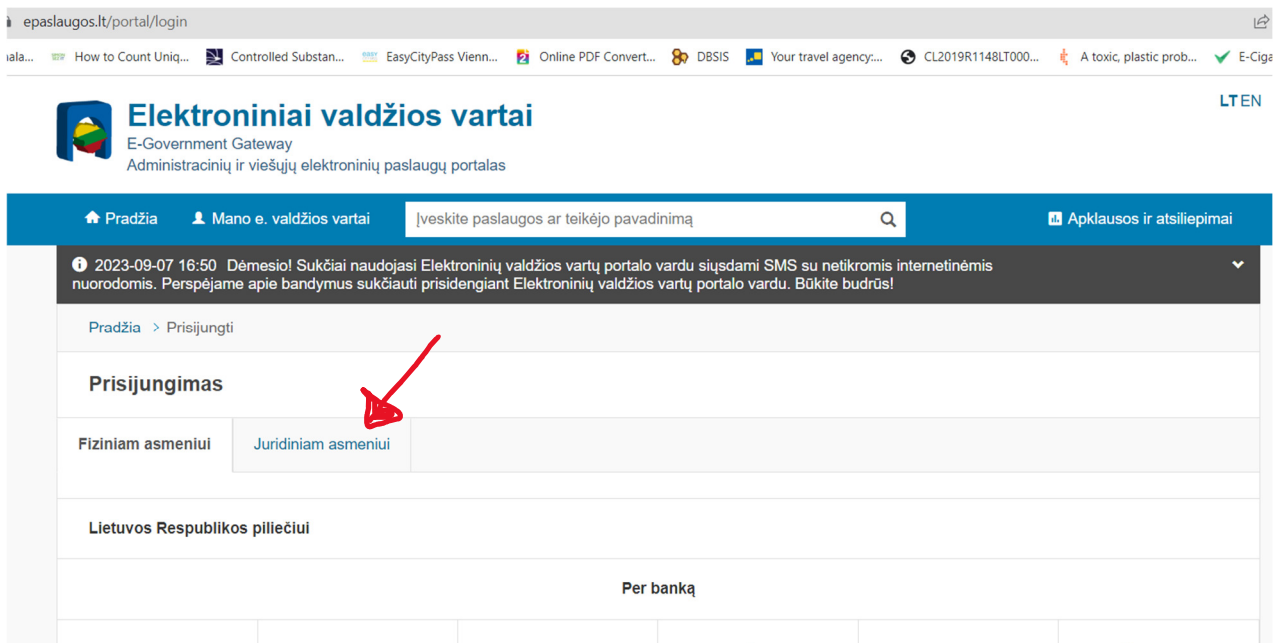 epaslaugos.lt/portal/login
How to Count Uniq... Controlled Substan... EasyCityPass Vienn... Online PDF Convert... DBSIS Your travel agency:... CL2019R1148LT000... A toxic, plastic prob... E-Ciga
LT EN
Elektroniniai valdžios vartai
E-Government Gateway
Administracinių ir viešųjų elektroninių paslaugų portalas
Pradžia Mano e. valdžios vartai Įveskite paslaugos ar teikėjo pavadinimą Apklausos ir atsiliepimai
2023-09-07 16:50 Dėmesio! Sukčiai naudojasi Elektroninių valdžios vartų portalo vardu siųsdami SMS su netikromis internetinėmis
nuorodomis. Perspėjame apie bandymus sukčiauti prisidengiant Elektroninių valdžios vartų portalo vardu. Būkite budrūs!
Pradžia > Prisijungti
Prisijungimas
Fiziniam asmeniui Juridiniam asmeniui
Lietuvos Respublikos piliečiui
Per banką